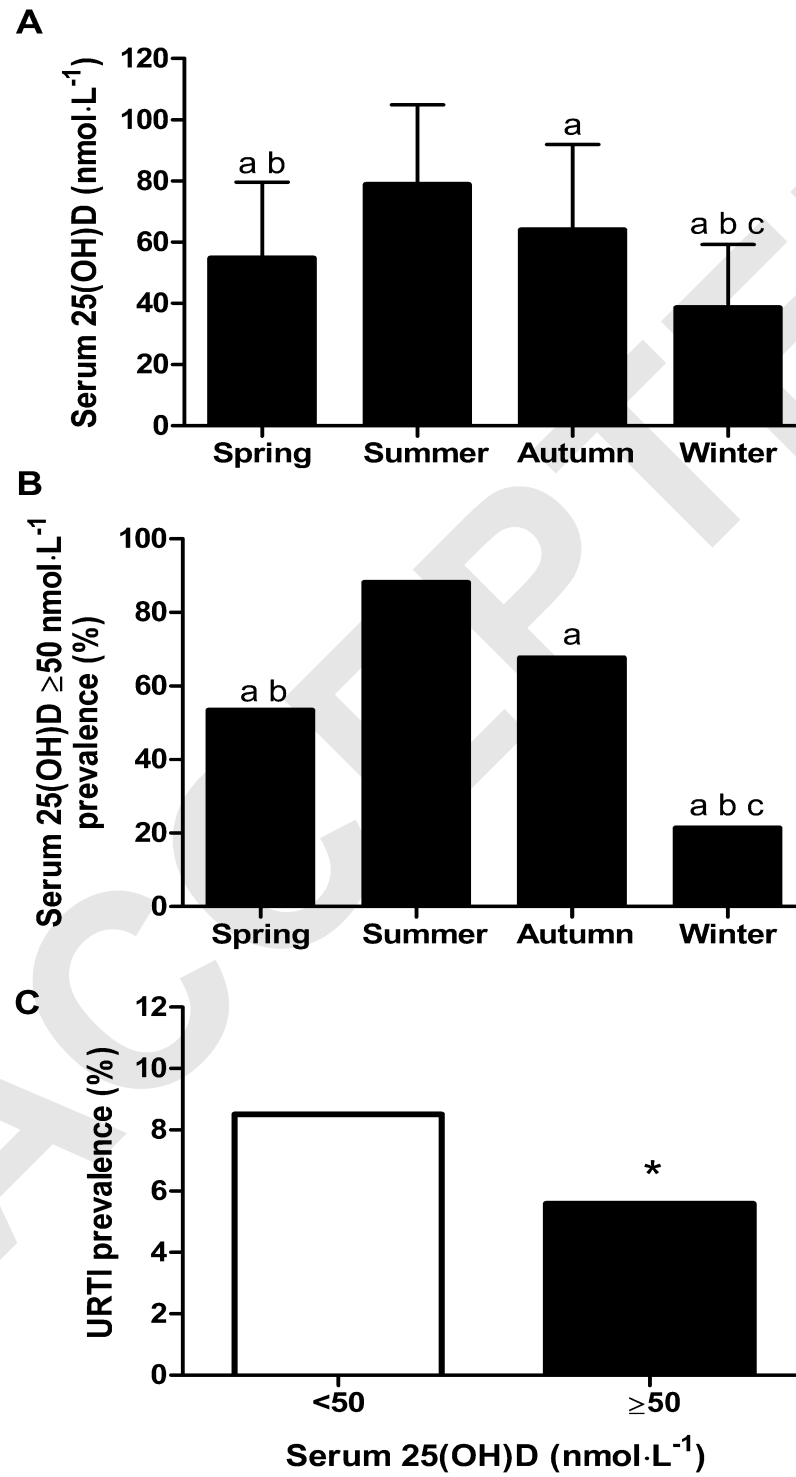 A
Serum 25(OH)D (nmol·L-1)
120
100
80
60
40
20
0
a b
a
a b c
Spring Summer Autumn Winter
B
Serum 25(OH)D ≥50 nmol·L-1
prevalence (%)
100
80
60
40
20
0
a b
a
a b c
Spring Summer Autumn Winter
C
URTI prevalence (%)
12
10
8
6
4
2
0
*
<50 ≥50
Serum 25(OH)D (nmol·L-1)
ACCEPTE